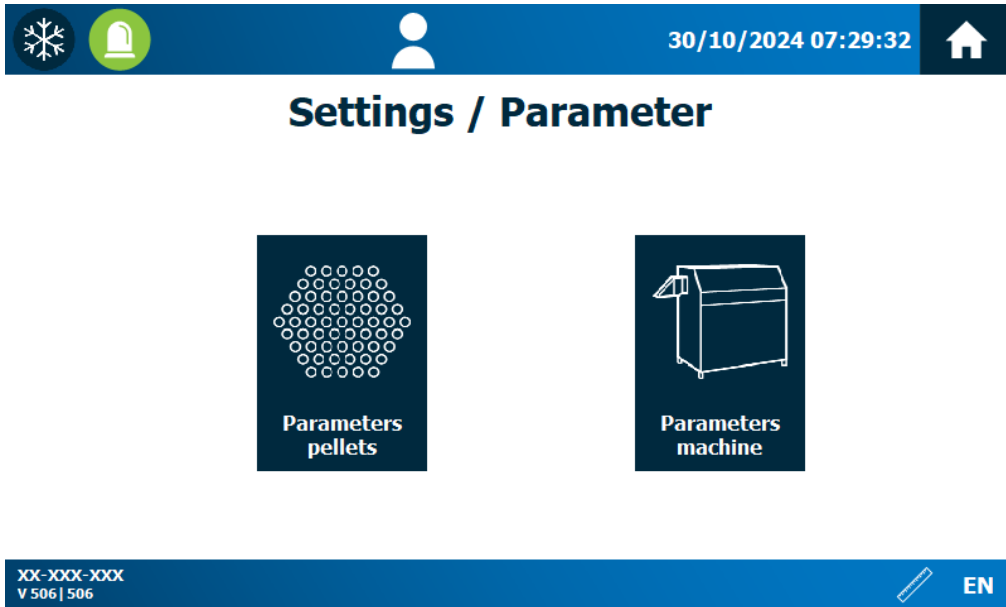 30/10/2024 07:29:32
Settings / Parameter
Parameters
pellets
Parameters
machine
XX-XXX-XXX
V 506|506
EN